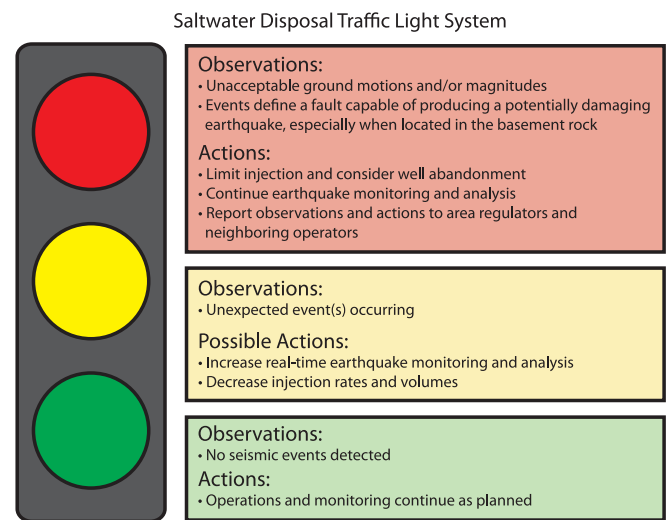 Saltwater Disposal Traffic Light System
Observations:
• Unacceptable ground motions and/or magnitudes
• Events define a fault capable of producing a potentially damaging
earthquake, especially when located in the basement rock
Actions:
• Limit injection and consider well abandonment
• Continue earthquake monitoring and analysis
• Report observations and actions to area regulators and
neighboring operators
Observations:
• Unexpected event(s) occurring
Possible Actions:
• Increase real-time earthquake monitoring and analysis
• Decrease injection rates and volumes
Observations:
• No seismic events detected
Actions:
• Operations and monitoring continue as planned